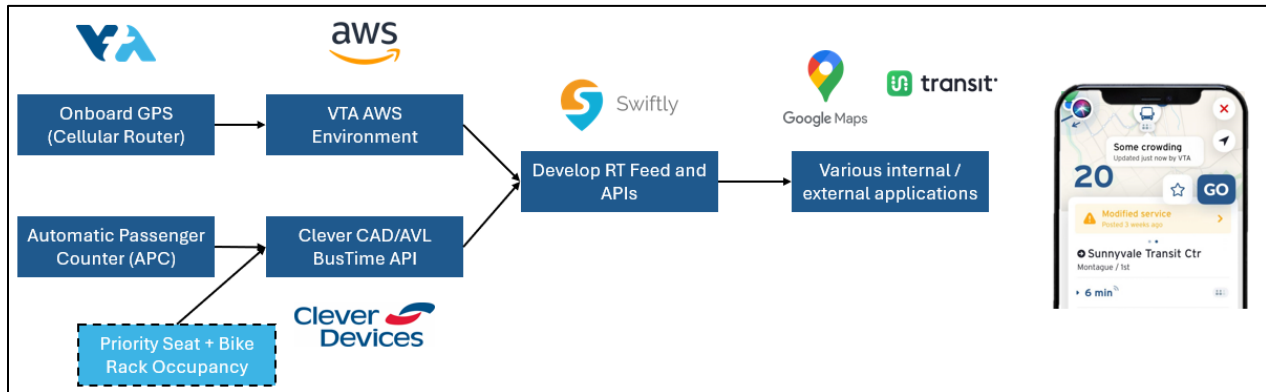 VTA
aws
Onboard GPS
(Cellular Router)
VTA AWS
Environment
Swiftly
Google Maps
transit
Develop RT Feed and
APIs
Various internal /
external applications
Automatic Passenger
Counter (APC)
Clever CAD/AVL
BusTime API
Clever
Devices
Priority Seat + Bike
Rack Occupancy
Some crowding
Updated just now by VTA
20
GO
Modified service
Posted 3 weeks ago
Sunnyvale Transit Ctr
Montague / 1st
6 min